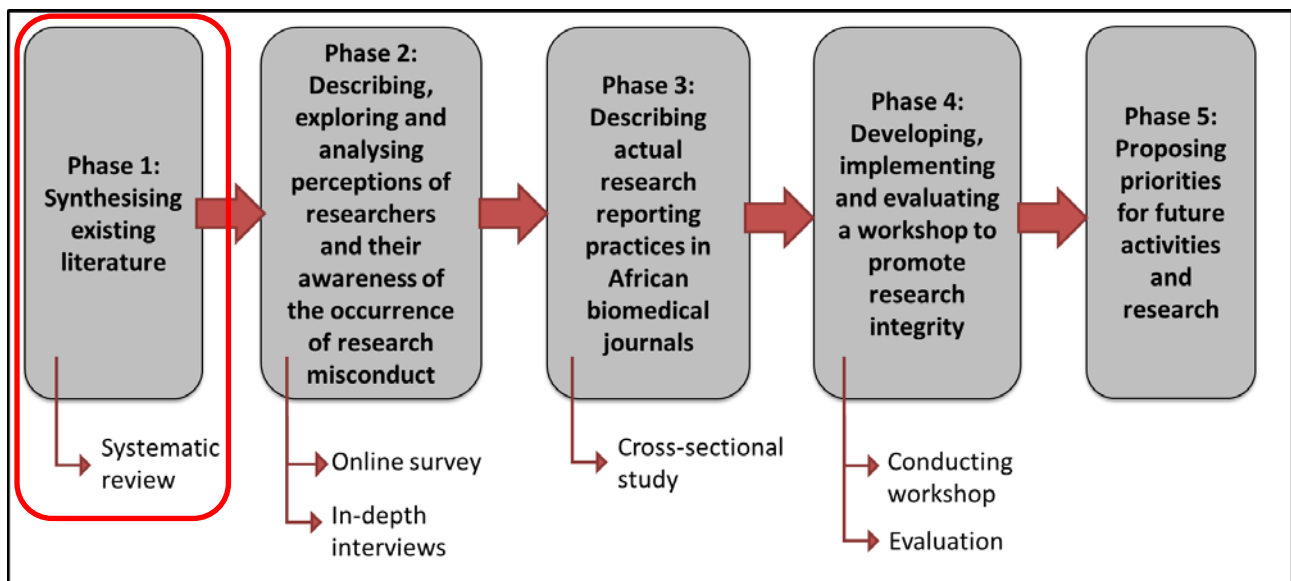 Phase 1:
Synthesising
existing
literature
Systematic
review
Phase 2:
Describing,
exploring and
analysing
perceptions of
researchers
and their
awareness of
the occurrence
of research
misconduct
Online survey
In-depth
interviews
Phase 3:
Describing
actual
research
reporting
practices in
African
biomedical
journals
Cross-sectional
study
Phase 4:
Developing,
implementing
and evaluating
a workshop to
promote
research
integrity
Conducting
workshop
Evaluation
Phase 5:
Proposing
priorities
for future
activities
and
research